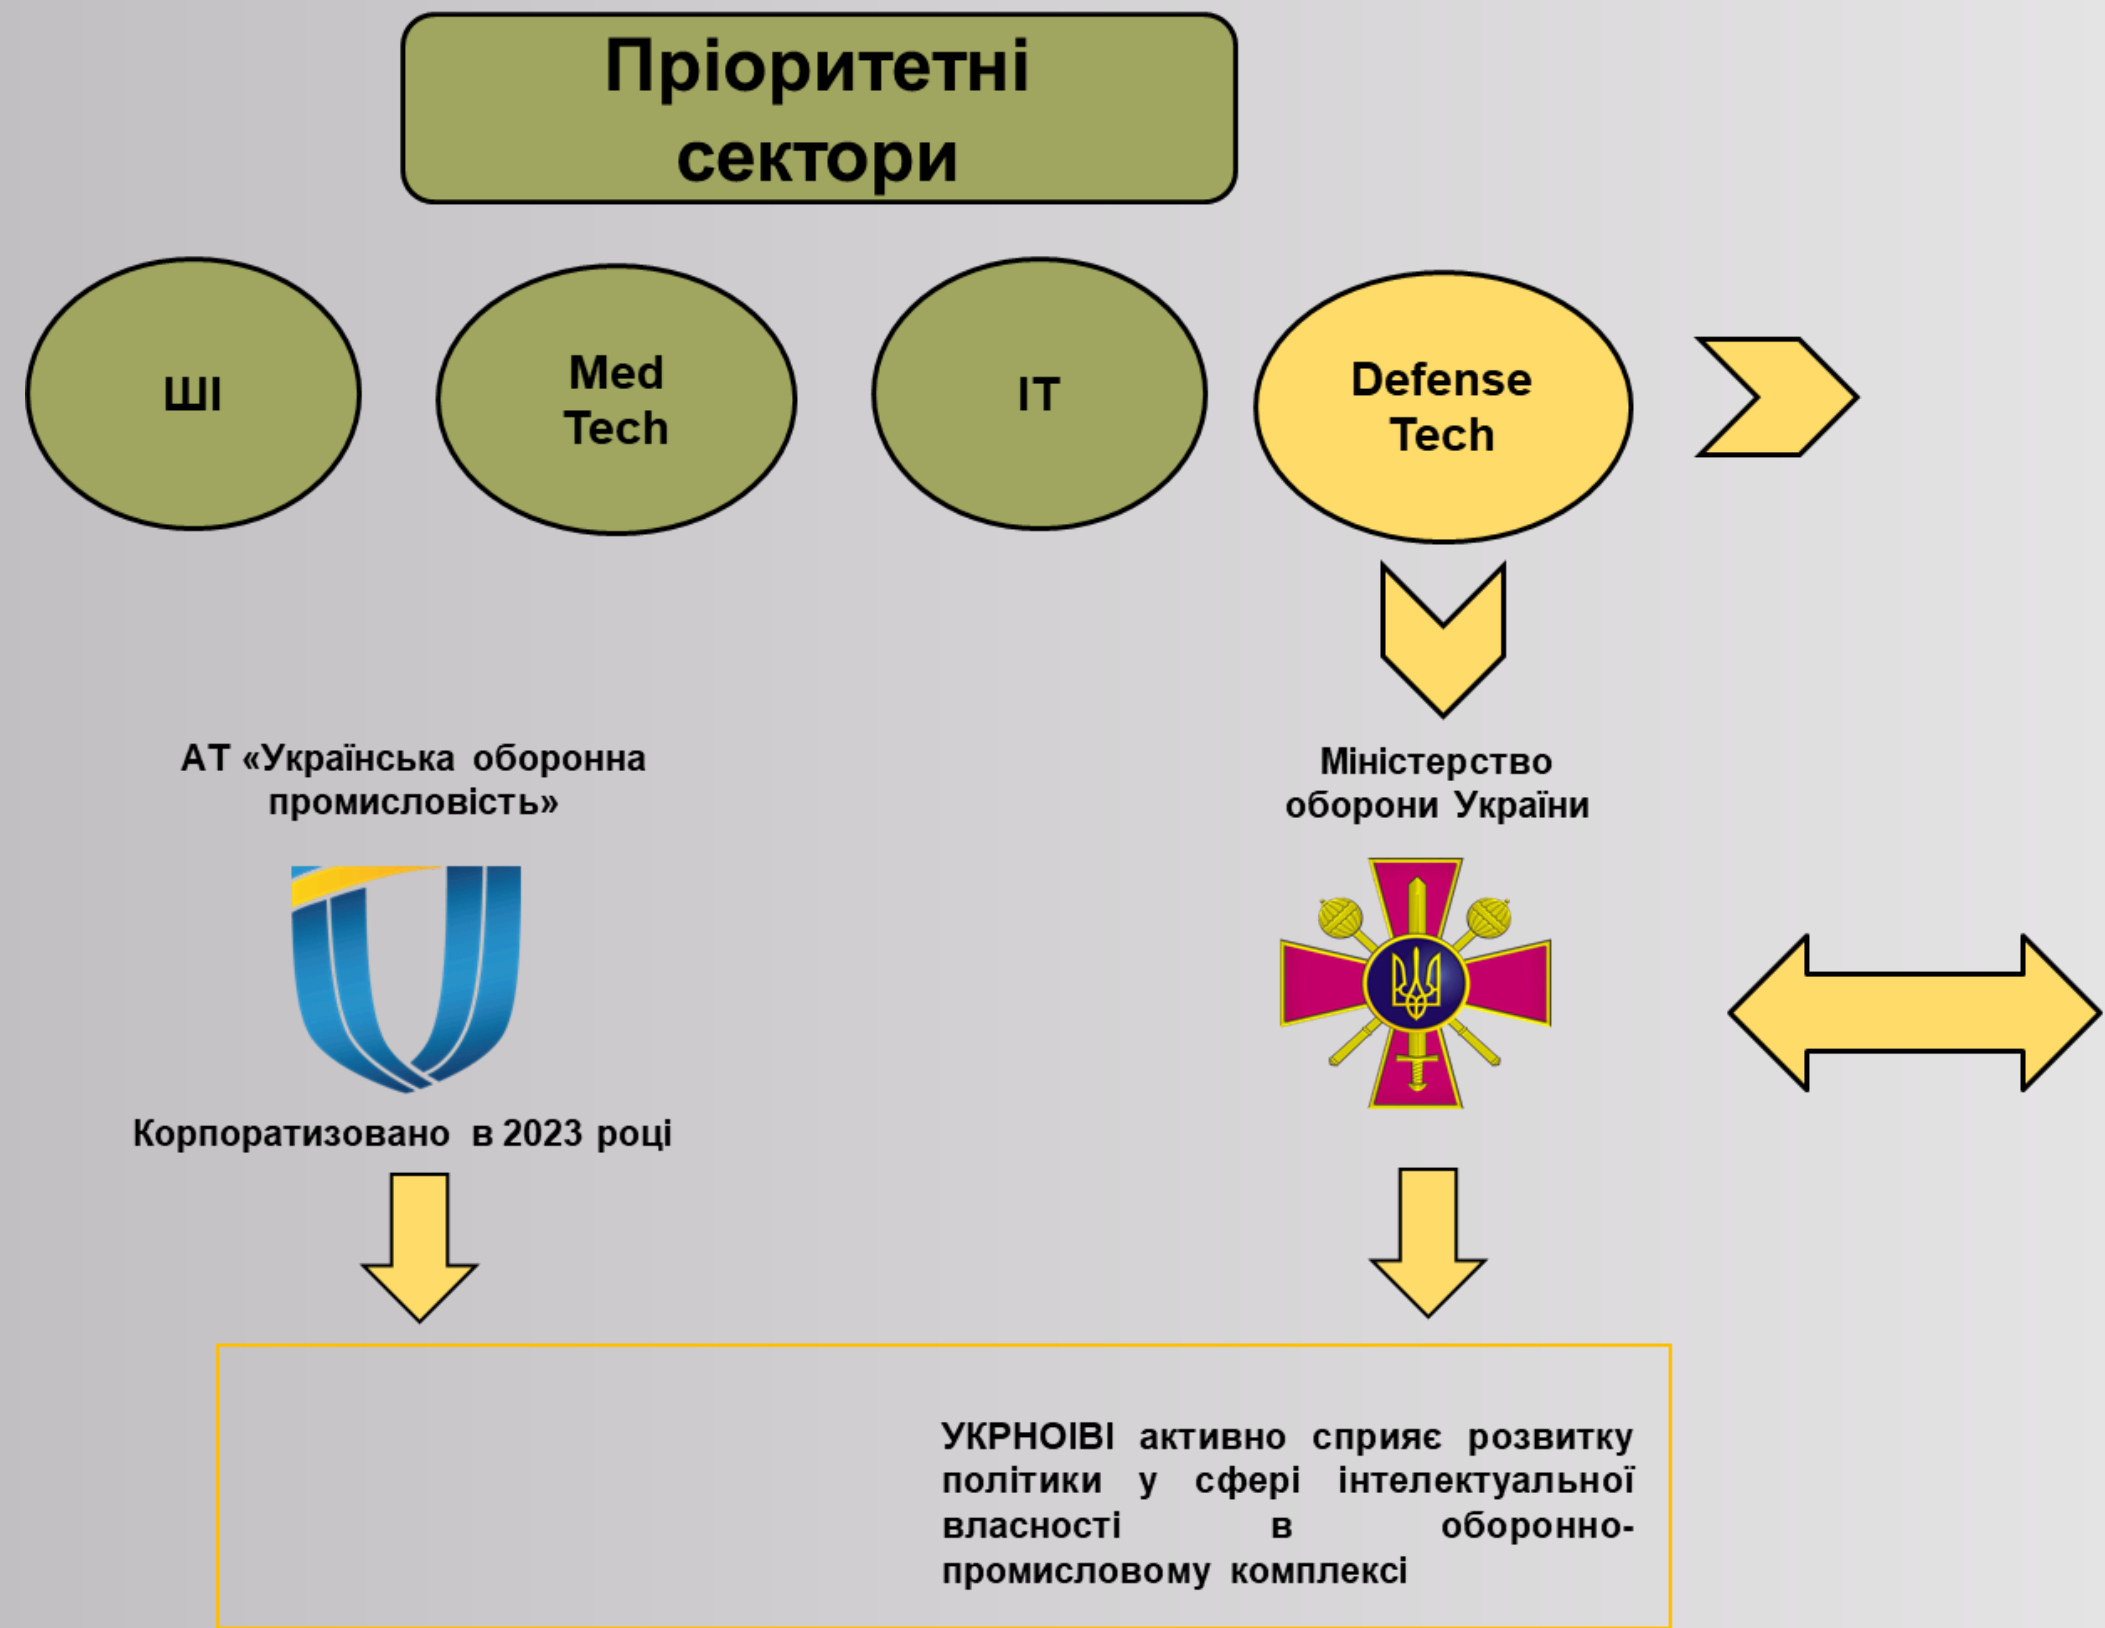 Пріоритетні
сектори
ШІ
Med
Tech
ІТ
Defense
Tech
АТ «Українська оборонна
промисловість»
Міністерство
оборони України
Корпоратизовано в 2023 році
УКРНОІВІ активно сприяє розвитку
політики у сфері інтелектуальної
власності в оборонно-
промисловому комплексі